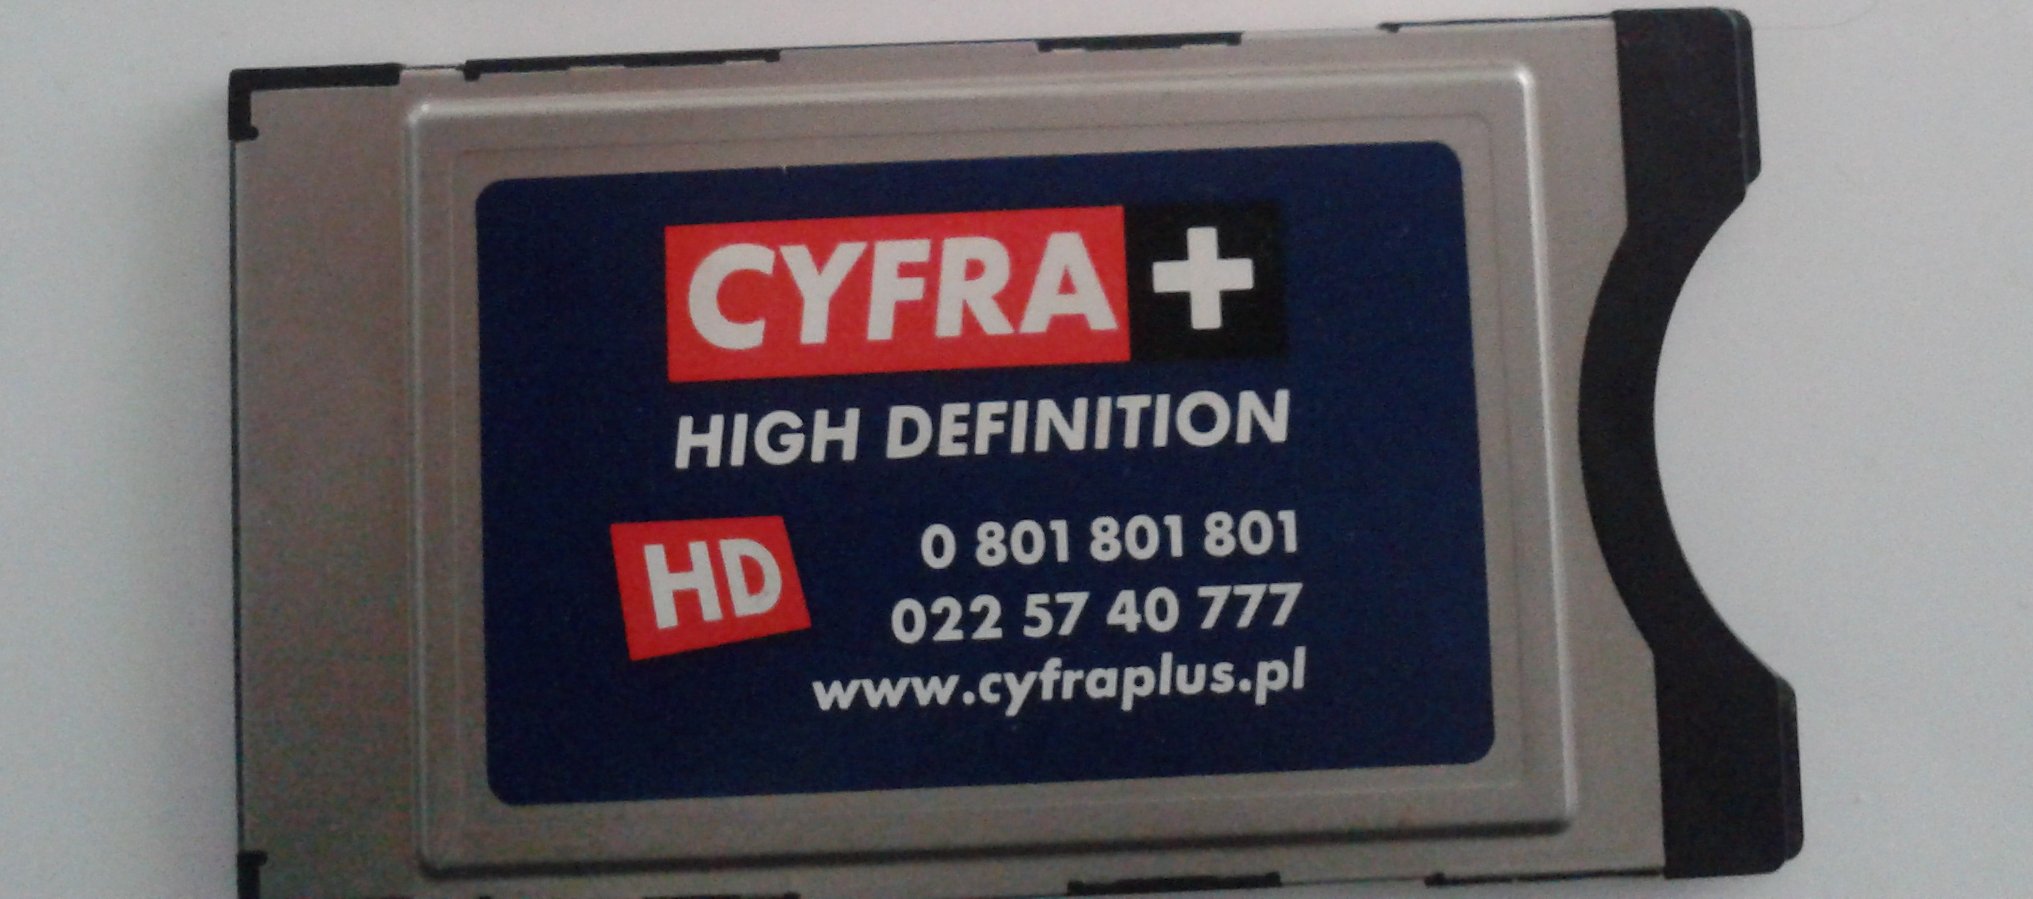 CYFRA+
HIGH DEFINITION
HD
0 801 801 801
022 57 40 777
www.cyfraplus.pl